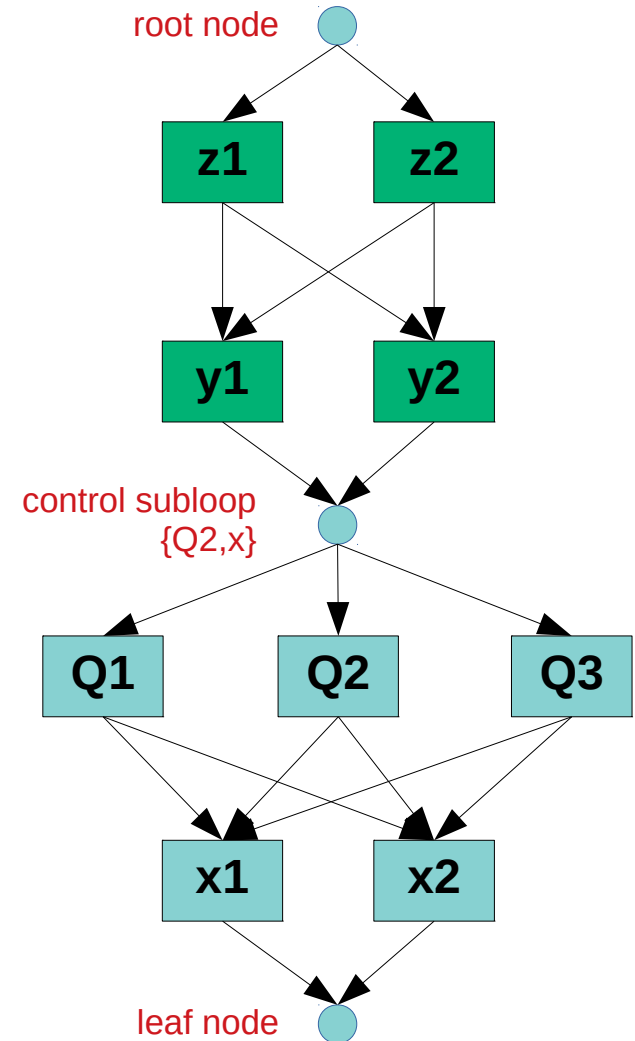 root node
z1
z2
y1
y2
control subloop
{Q2,x}
Q1
Q2
Q3
x1
x2
leaf node